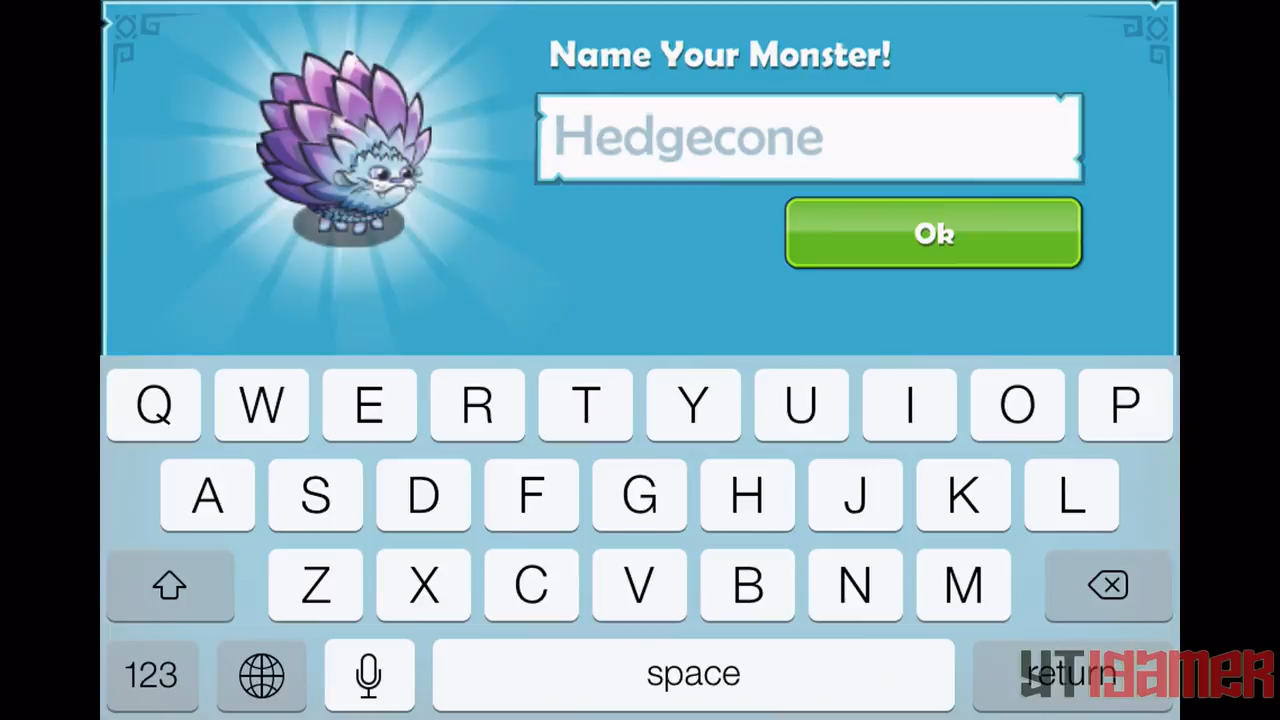 Name Your Monster!
Hedgecone
Ok
Q W E R T Y U I O P
A S D F G H J K L
Z X C V B N M
123 space return
YTIGAMER